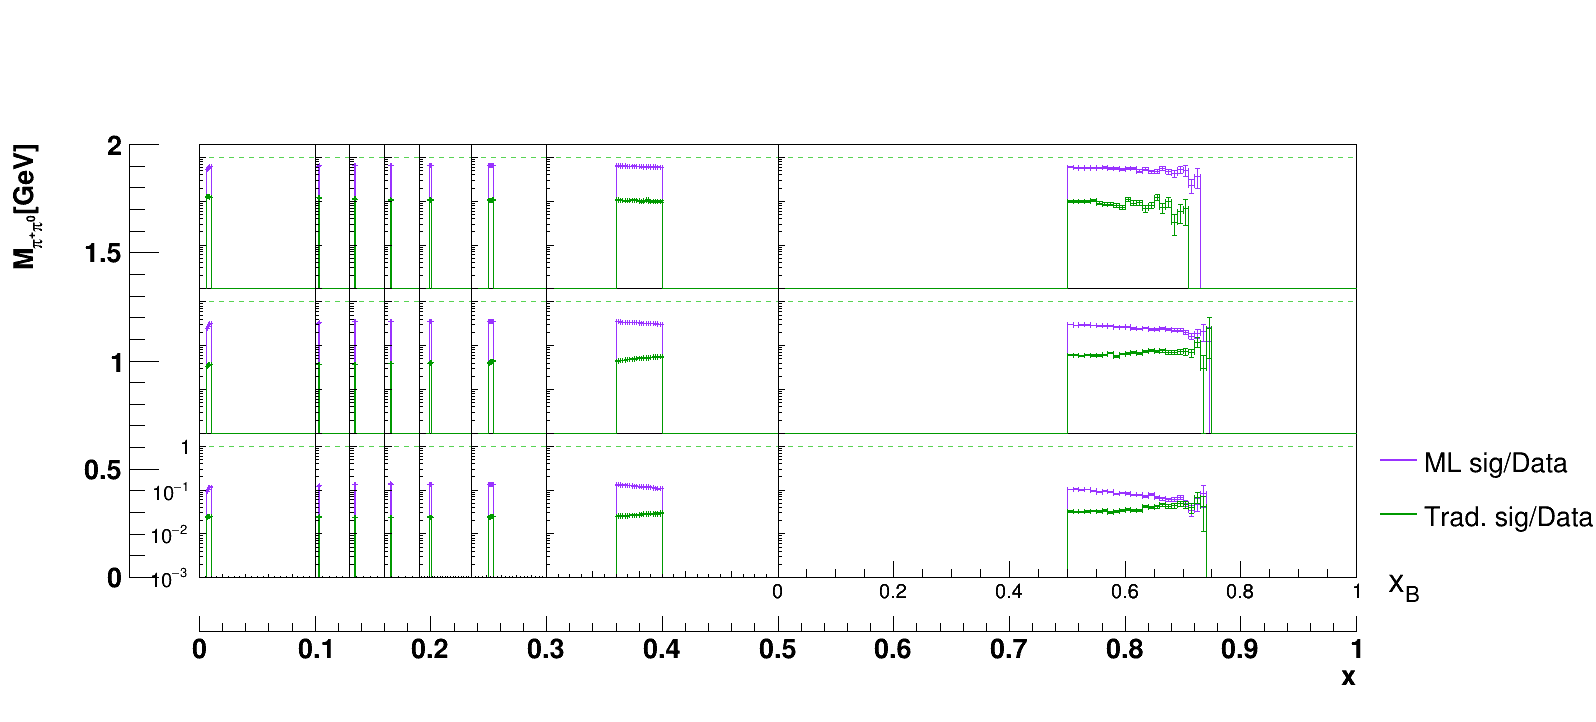 M π⁺π⁰ [GeV]
2
1.5
1
0.5
0
1
10⁻¹
10⁻²
10⁻³
0 0.2 0.4 0.6 0.8 1
x_B
0 0.1 0.2 0.3 0.4 0.5 0.6 0.7 0.8 0.9 1
x
ML sig/Data
Trad. sig/Data